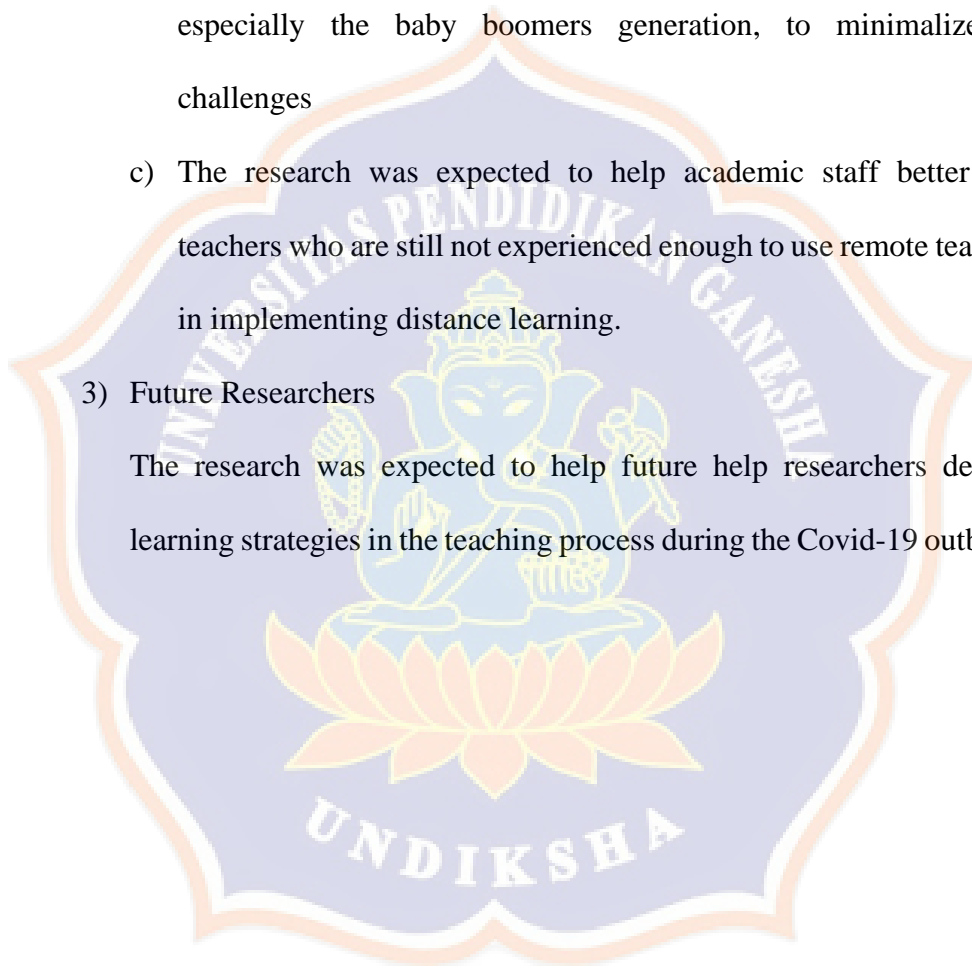 especially the baby boomers generation, to minimalize
challenges
c) The research was expected to help academic staff better
teachers who are still not experienced enough to use remote
in implementing distance learning.
3) Future Researchers
The research was expected to help future help researchers
learning strategies in the teaching process during the Covid-19
UNIVERSITAS PENDIDIKAN GANESHA
UNDIKSHA